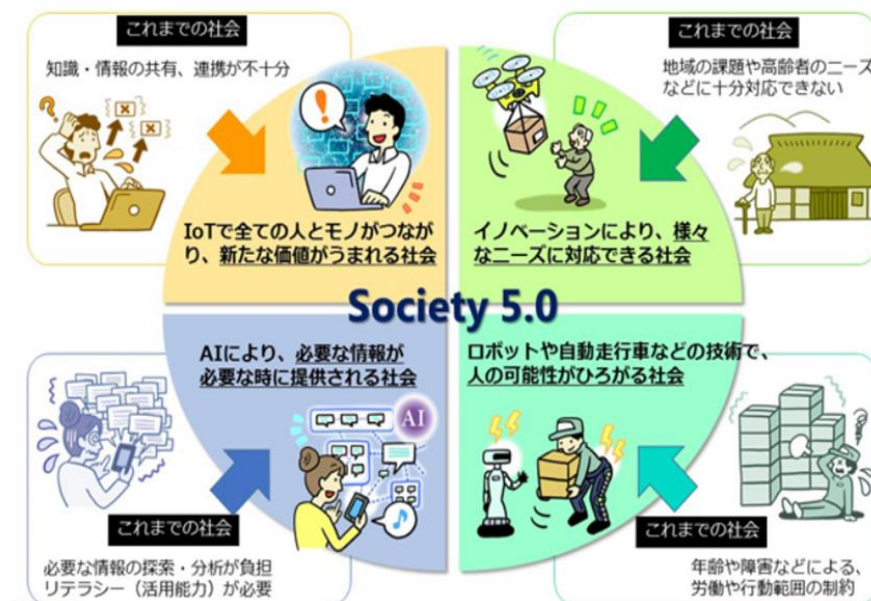 これまでの社会
知識・情報の共有、連携が不十分
IoTで全ての人とモノがつなが
り、新たな価値がうまれる社会
これまでの社会
地域の課題や高齢者のニーズ
などに十分対応できない
イノベーションにより、様々
なニーズに対応できる社会
Society 5.0
AIにより、必要な情報が
必要な時に提供される社会
AI
これまでの社会
必要な情報の探索・分析が負担
リテラシー（活用能力）が必要
ロボットや自動走行車などの技術で、
人の可能性がひろがる社会
これまでの社会
年齢や障害などによる、
労働や行動範囲の制約